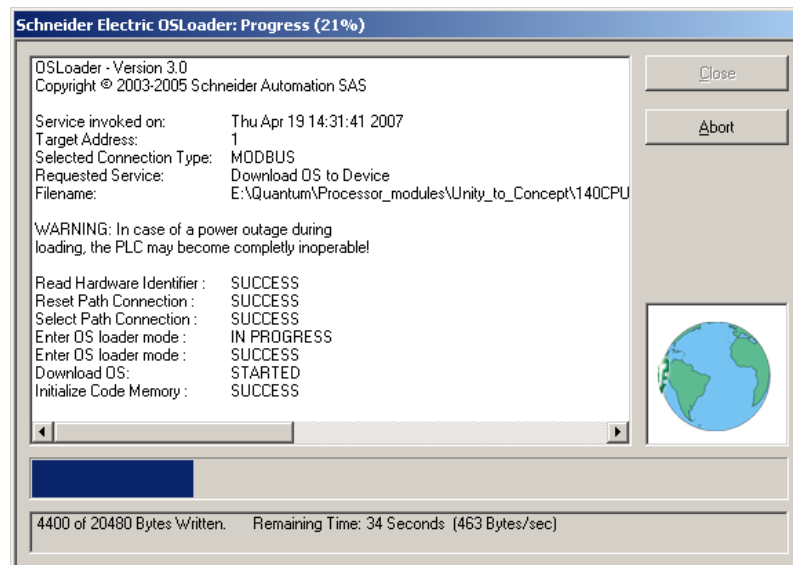 Schneider Electric OSLoader: Progress (21%)
OSLoader - Version 3.0
Copyright © 2003-2005 Schneider Automation SAS
Service invoked on: Thu Apr 19 14:31:41 2007
Target Address: 1
Selected Connection Type: MODBUS
Requested Service: Download OS to Device
Filename: E:\Quantum\Processor_modules\Unity_to_Concept\140CPU
WARNING: In case of a power outage during
loading, the PLC may become completly inoperable!
Read Hardware Identifier : SUCCESS
Reset Path Connection : SUCCESS
Select Path Connection : SUCCESS
Enter OS loader mode : IN PROGRESS
Enter OS loader mode : SUCCESS
Download OS: STARTED
Initialize Code Memory : SUCCESS
Close
Abort
4400 of 20480 Bytes Written. Remaining Time: 34 Seconds (463 Bytes/sec)